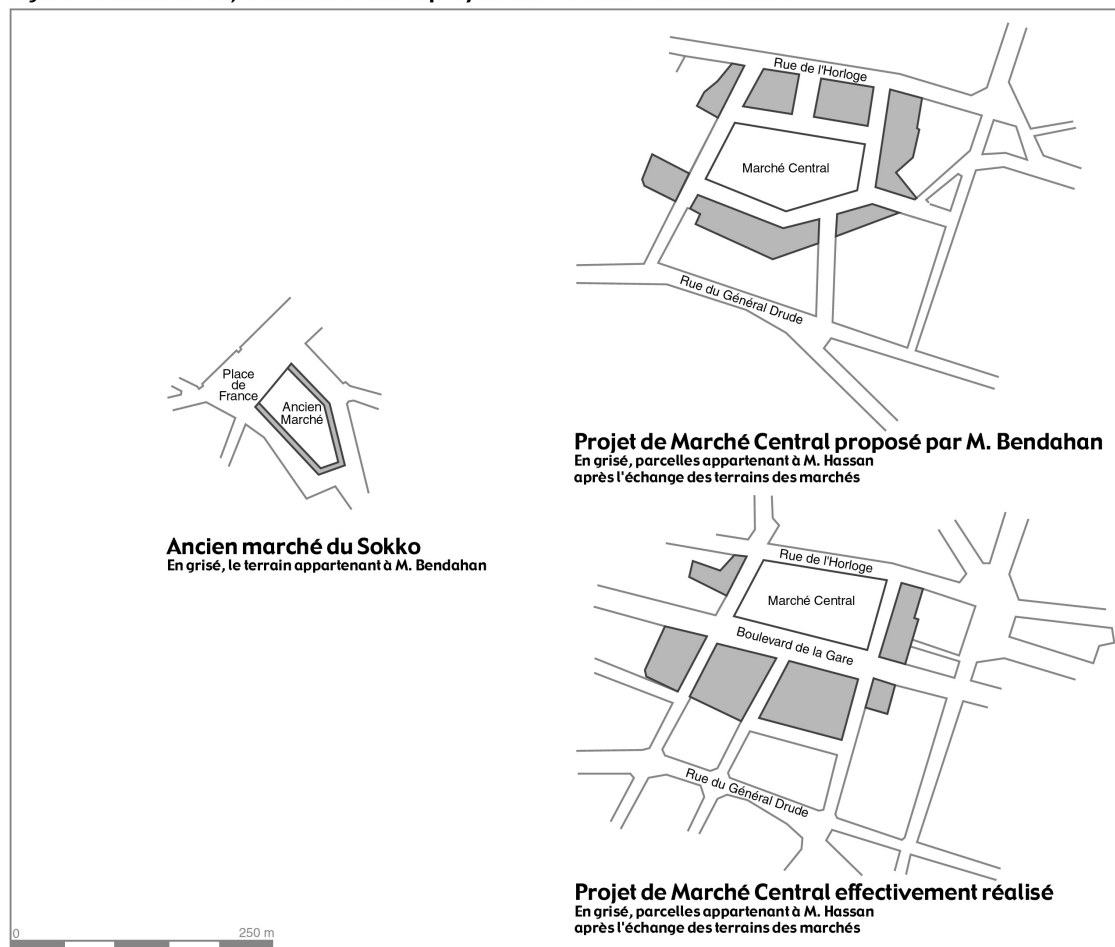 Rue de l'Horloge
Marché Central
Rue du Général Drude
Projet de Marché Central proposé par M. Bendahan
En grisé, parcelles appartenant à M. Hassan
après l'échange des terrains des marchés
Place
de
France
Ancien
Marché
Ancien marché du Sokko
En grisé, le terrain appartenant à M. Bendahan
Rue de l'Horloge
Marché Central
Boulevard de la Gare
Rue du Général Drude
Projet de Marché Central effectivement réalisé
En grisé, parcelles appartenant à M. Hassan
après l'échange des terrains des marchés
0 250 m